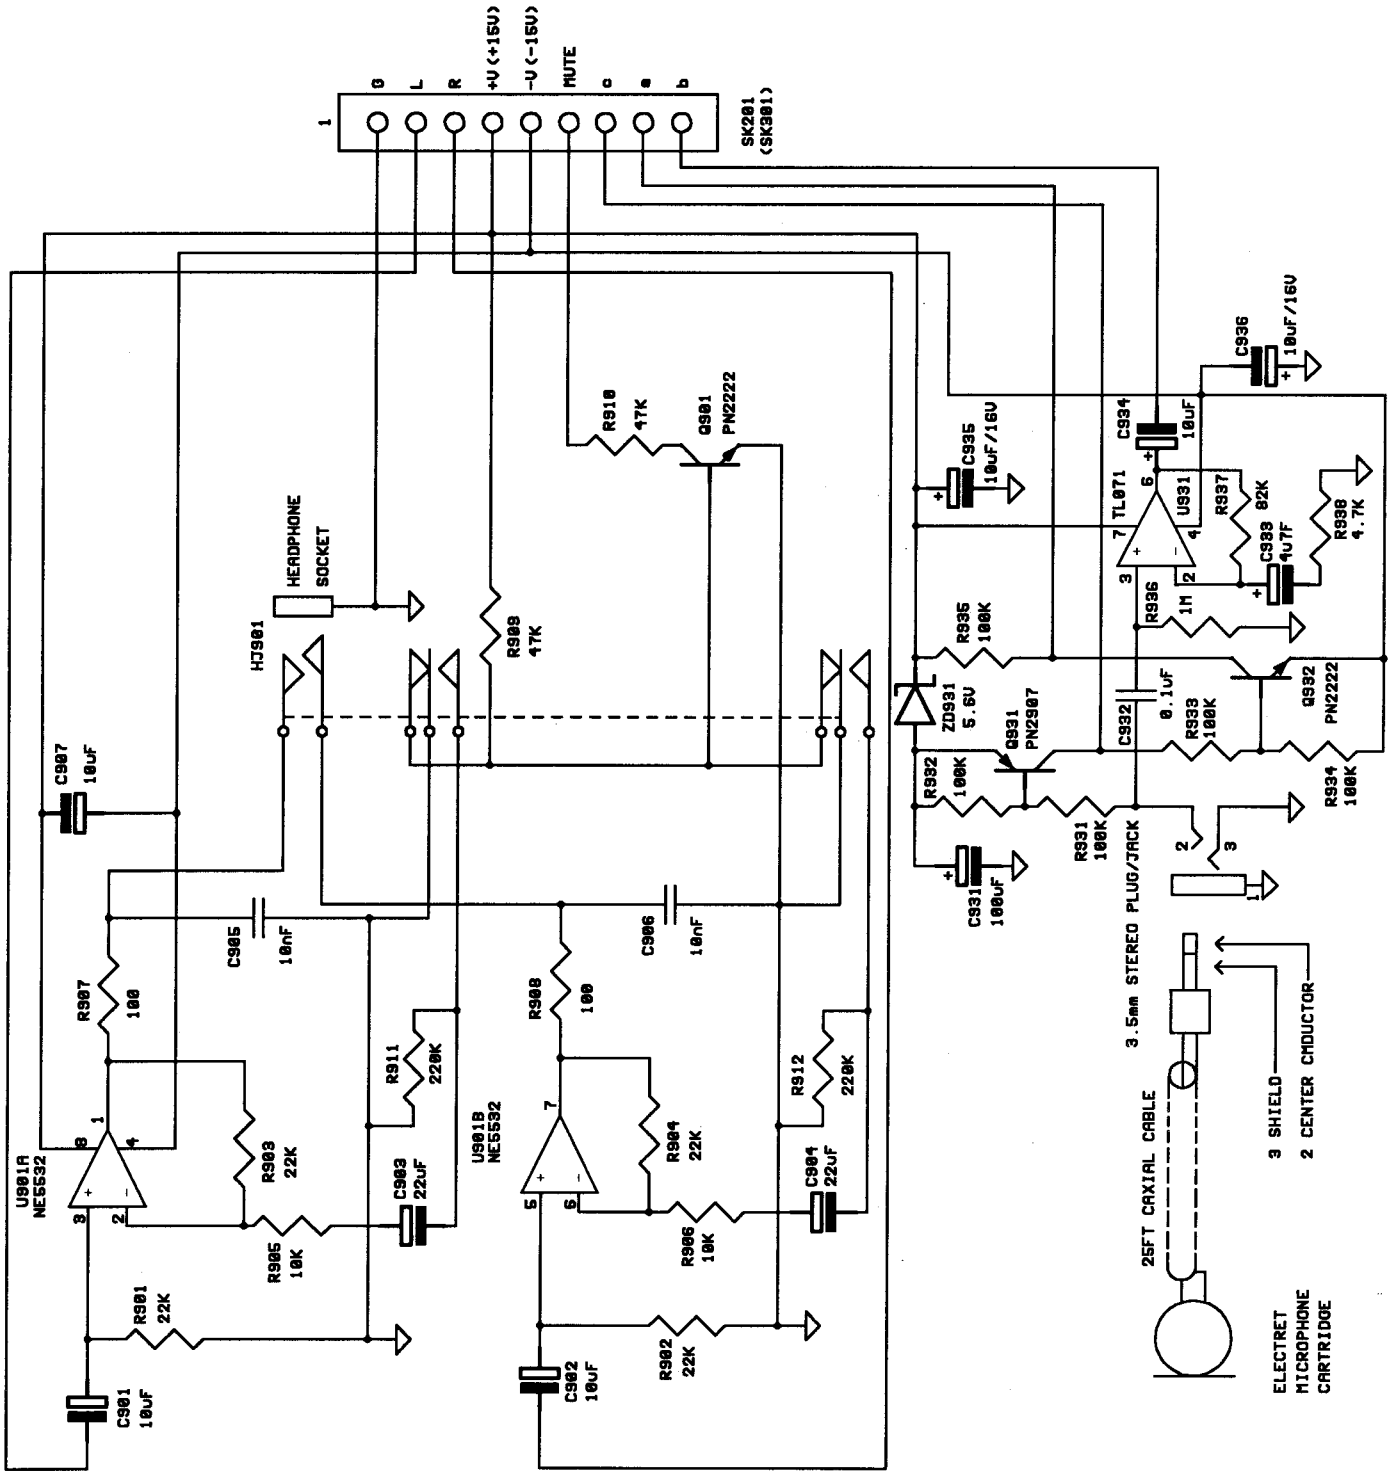 U901A
NE5532
8
1
4
3
2
+
-
C901
10uF
R901
22K
R905
10K
R903
22K
R907
100
C907
10uF
C905
10nF
C903
22uF
R911
220K
U901B
NE5532
5
6
7
+
-
C902
10uF
R902
22K
R906
10K
R904
22K
R908
100
C906
10nF
C904
22uF
R912
220K
HJ901
HEADPHONE
SOCKET
R909
47K
R910
47K
Q901
PN2222
1
G
L
R
+V(+15V)
-V(-15V)
MUTE
c
a
b
SK201
(SK301)
C935
10uF/16V
+
ZD931
5.6V
R935
100K
C931
100uF
+
R932
100K
Q931
PN2907
R931
100K
C932
0.1uF
R933
100K
R934
100K
Q932
PN2222
R936
1M
TL071
U931
7
3
2
6
4
+
-
R937
82K
C933
4u7F
+
R938
4.7K
C934
10uF
+
C936
10uF/16V
+
3.5mm STEREO PLUG/JACK
2
3
1
25FT CAXIAL CABLE
3 SHIELD
2 CENTER CMDUCTOR
ELECTRET
MICROPHONE
CARTRIDGE